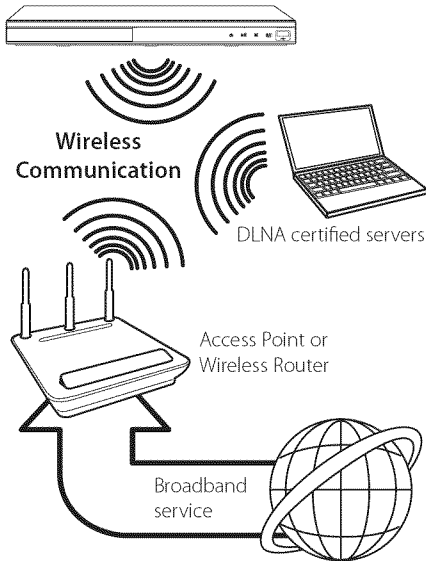 Wireless
Communication
DLNA certified servers
Access Point or
Wireless Router
Broadband
service